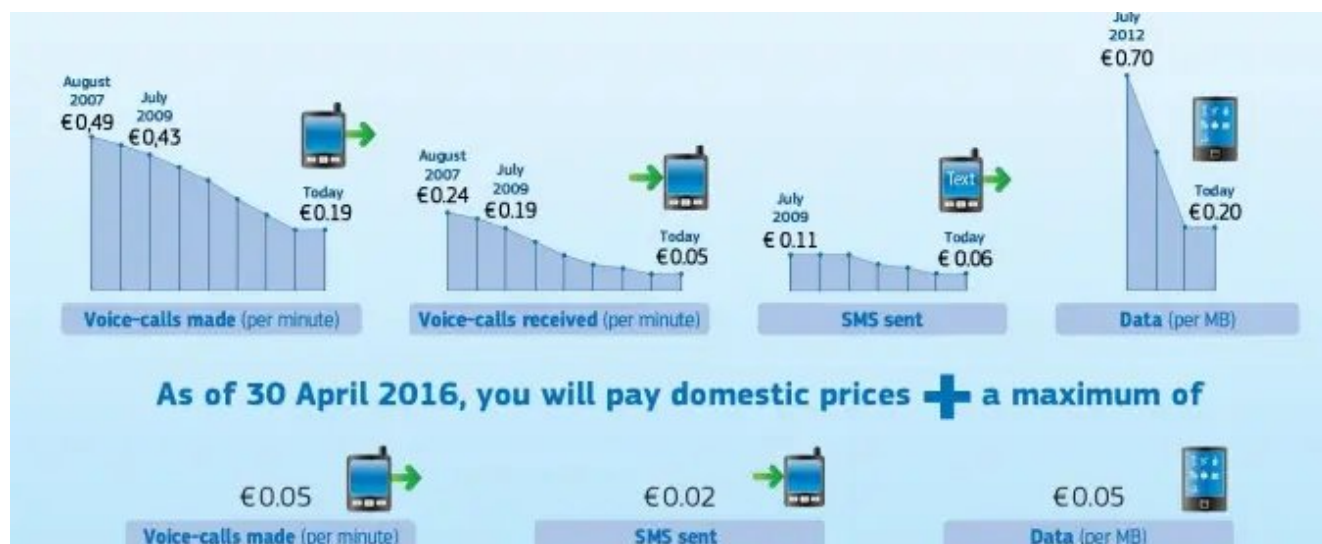 August
2007
€0,49
July
2009
€0,43
Today
€0.19
Voice-calls made (per minute)
August
2007
€0.24
July
2009
€0.19
Today
€0.05
Voice-calls received (per minute)
July
2009
€ 0.11
Text
Today
€ 0.06
SMS sent
July
2012
€0.70
Today
€0.20
Data (per MB)
As of 30 April 2016, you will pay domestic prices + a maximum of
€0.05
Voice-calls made (per minute)
€0.02
SMS sent
€0.05
Data (per MB)